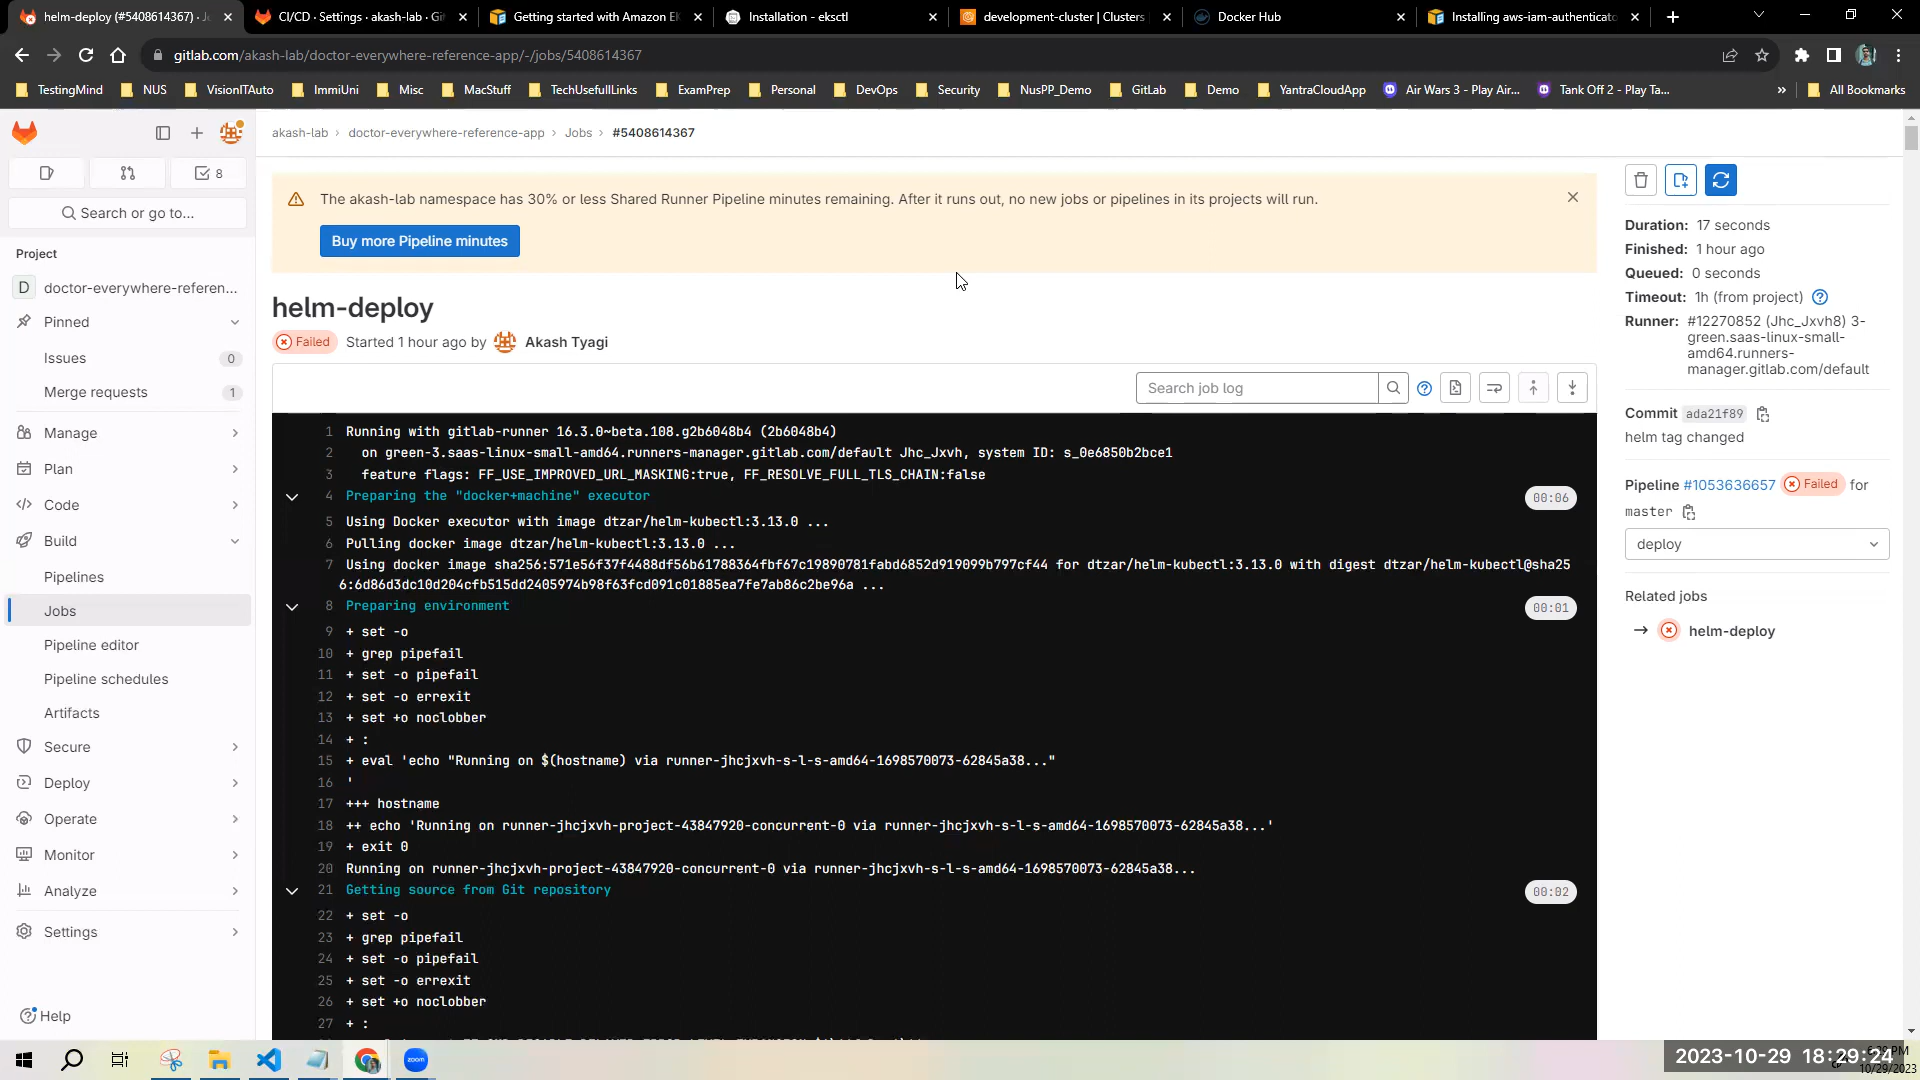 helm-deploy (#5408614367) · J
CI/CD · Settings · akash-lab · Git
Getting started with Amazon EK
Installation - eksctl
development-cluster | Clusters
Docker Hub
Installing aws-iam-authenticato
gitlab.com/akash-lab/doctor-everywhere-reference-app/-/jobs/5408614367
TestingMind
NUS
VisionITAuto
ImmiUni
Misc
MacStuff
TechUsefullLinks
ExamPrep
Personal
DevOps
Security
NusPP_Demo
GitLab
Demo
YantraCloudApp
Air Wars 3 - Play Air...
Tank Off 2 - Play Ta...
»
All Bookmarks
akash-lab › doctor-everywhere-reference-app › Jobs › #5408614367
8
Search or go to...
Project
D doctor-everywhere-referen...
Pinned
Issues 0
Merge requests 1
Manage
Plan
Code
Build
Pipelines
Jobs
Pipeline editor
Pipeline schedules
Artifacts
Secure
Deploy
Operate
Monitor
Analyze
Settings
Help
The akash-lab namespace has 30% or less Shared Runner Pipeline minutes remaining. After it runs out, no new jobs or pipelines in its projects will run.
Buy more Pipeline minutes
helm-deploy
Failed Started 1 hour ago by Akash Tyagi
Search job log
1 Running with gitlab-runner 16.3.0~beta.108.g2b6048b4 (2b6048b4)
2 on green-3.saas-linux-small-amd64.runners-manager.gitlab.com/default Jhc_Jxvh, system ID: s_0e6850b2bce1
3 feature flags: FF_USE_IMPROVED_URL_MASKING:true, FF_RESOLVE_FULL_TLS_CHAIN:false
4 Preparing the "docker+machine" executor 00:06
5 Using Docker executor with image dtzar/helm-kubectl:3.13.0 ...
6 Pulling docker image dtzar/helm-kubectl:3.13.0 ...
7 Using docker image sha256:571e56f37f4488df56b61788364fbf67c19890781fabd6852d919099b797cf44 for dtzar/helm-kubectl:3.13.0 with digest dtzar/helm-kubectl@sha25
6:6d86d3dc10d204cfb515dd2405974b98f63fcd091c01885ea7fe7ab86c2be96a ...
8 Preparing environment 00:01
9 + set -o
10 + grep pipefail
11 + set -o pipefail
12 + set -o errexit
13 + set +o noclobber
14 + :
15 + eval 'echo "Running on $(hostname) via runner-jhcjxvh-s-l-s-amd64-1698570073-62845a38..."
16 '
17 +++ hostname
18 ++ echo 'Running on runner-jhcjxvh-project-43847920-concurrent-0 via runner-jhcjxvh-s-l-s-amd64-1698570073-62845a38...'
19 + exit 0
20 Running on runner-jhcjxvh-project-43847920-concurrent-0 via runner-jhcjxvh-s-l-s-amd64-1698570073-62845a38...
21 Getting source from Git repository 00:02
22 + set -o
23 + grep pipefail
24 + set -o pipefail
25 + set -o errexit
26 + set +o noclobber
27 + :
Duration: 17 seconds
Finished: 1 hour ago
Queued: 0 seconds
Timeout: 1h (from project)
Runner: #12270852 (Jhc_Jxvh8) 3-
green.saas-linux-small-
amd64.runners-
manager.gitlab.com/default
Commit ada21f89
helm tag changed
Pipeline #1053636657 Failed for
master
deploy
Related jobs
helm-deploy
zoom
2023-10-29 18:29:24
10/29/2023